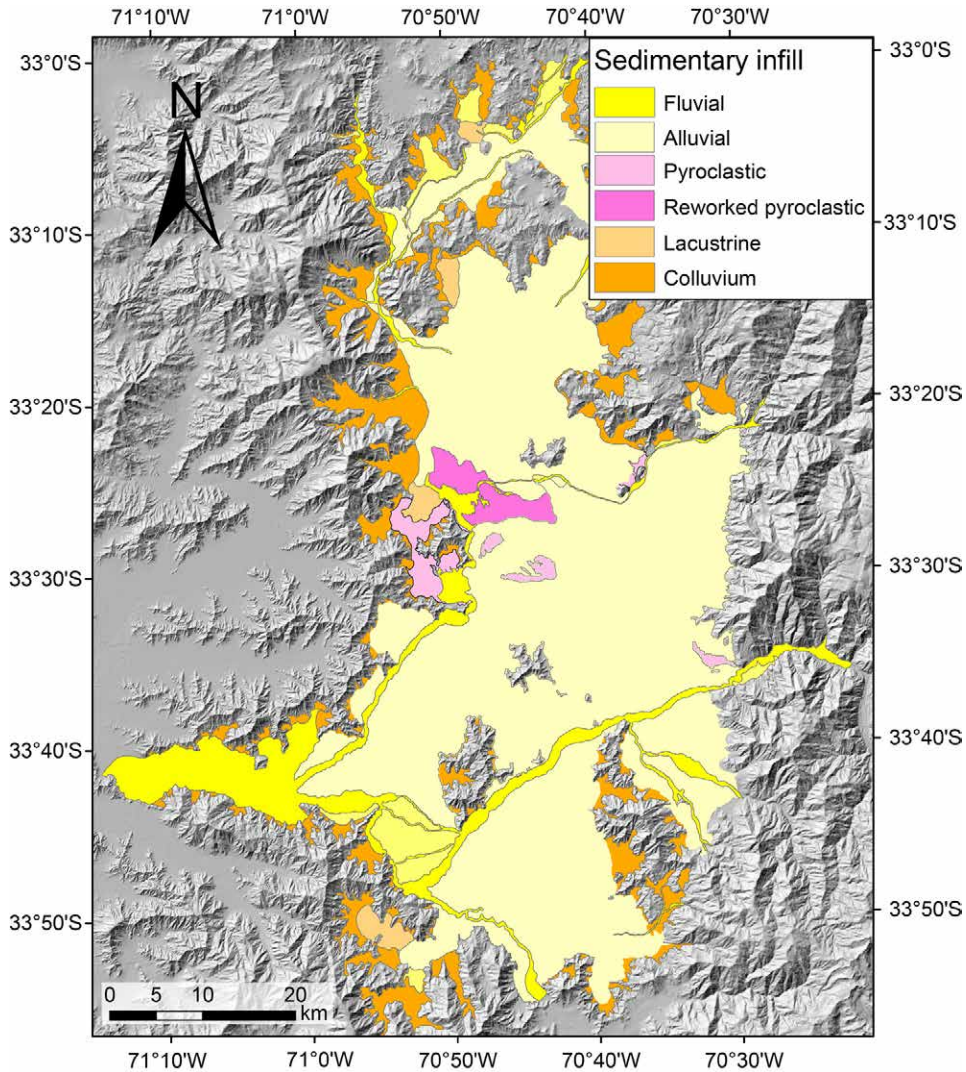 71°10'W 71°0'W 70°50'W 70°40'W 70°30'W
33°0'S 33°0'S
Sedimentary infill
N
Fluvial
Alluvial
Pyroclastic
Reworked pyroclastic
Lacustrine
Colluvium
33°10'S 33°10'S
33°20'S 33°20'S
33°30'S 33°30'S
33°40'S 33°40'S
33°50'S 33°50'S
0 5 10 20
km
71°10'W 71°0'W 70°50'W 70°40'W 70°30'W